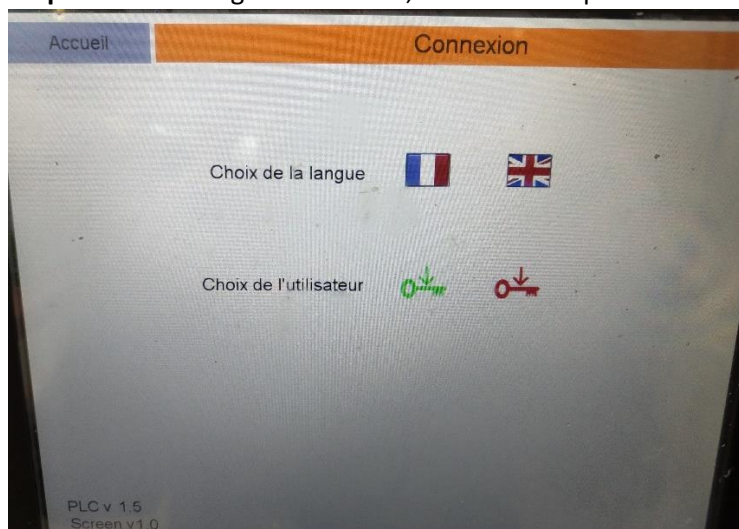 Accueil
Connexion
Choix de la langue
Choix de l'utilisateur
PLC v 1.5
Screen v1.0